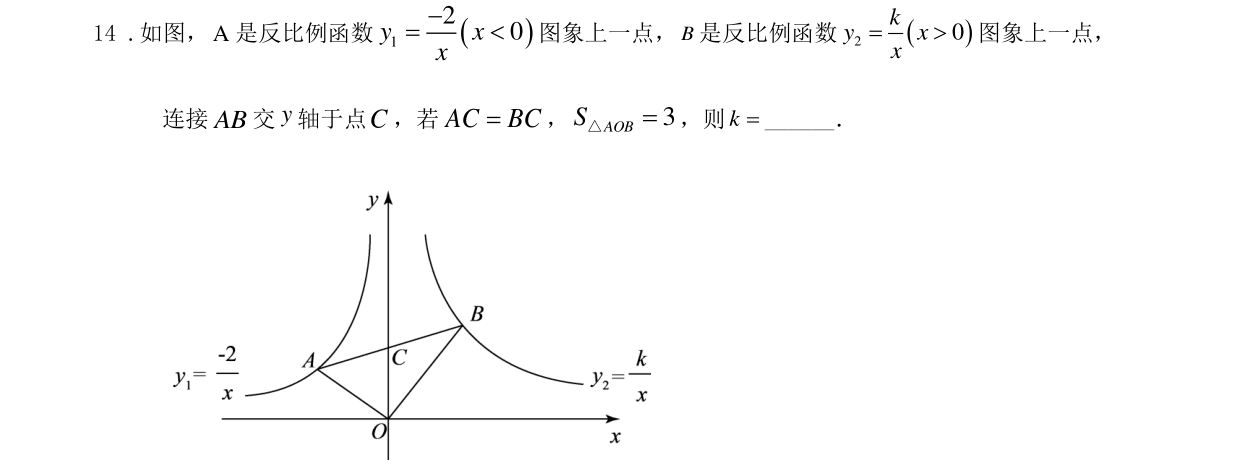 14 .如图，A 是反比例函数 y₁ = -2/x (x < 0) 图象上一点，B 是反比例函数 y₂ = k/x (x > 0) 图象上一点，
连接 AB 交 y 轴于点 C，若 AC = BC，S△AOB = 3，则 k = ______.
y
B
A
C
y₁= -2/x
y₂= k/x
O
x